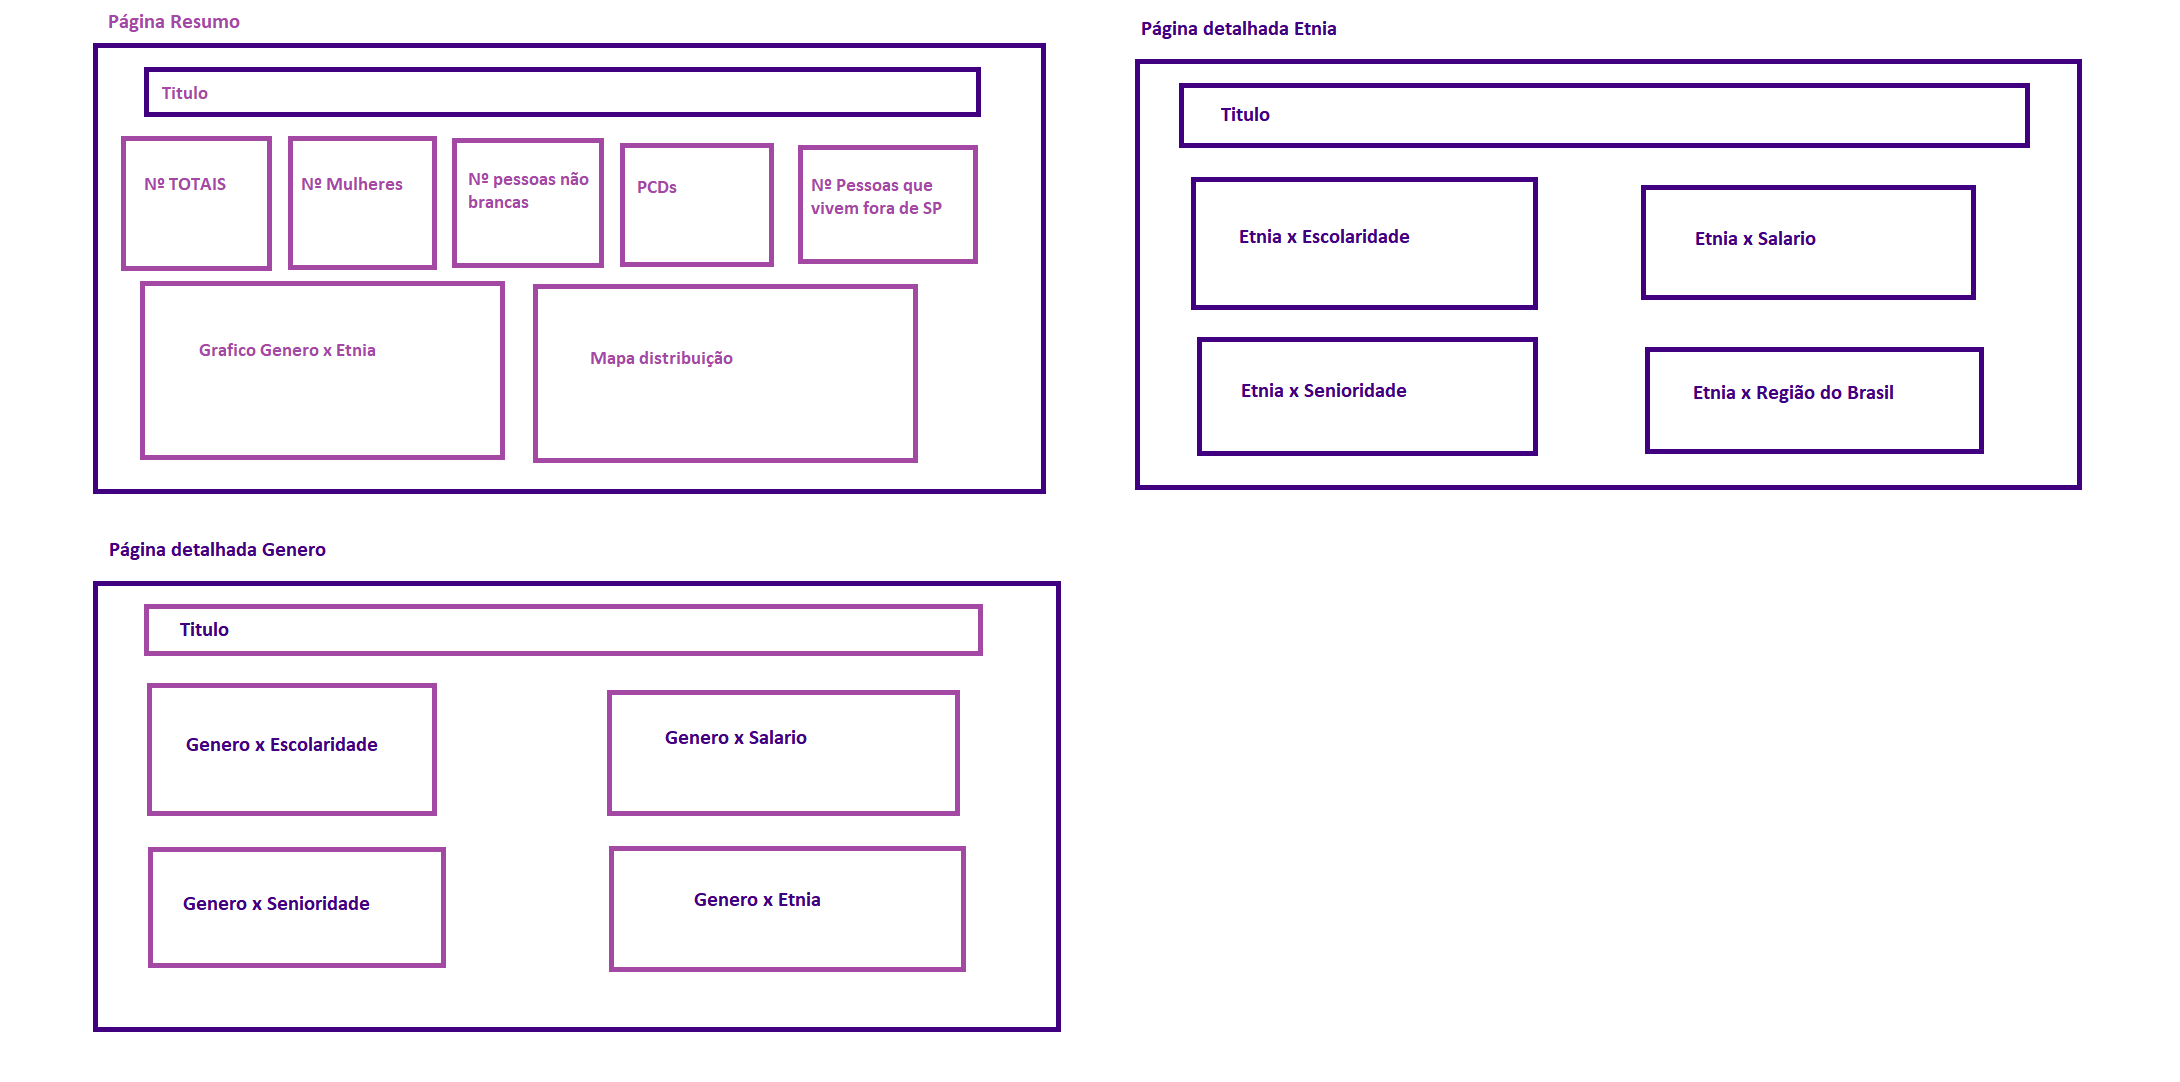 Página Resumo
Titulo
Nº TOTAIS
Nº Mulheres
Nº pessoas não
brancas
PCDs
Nº Pessoas que
vivem fora de SP
Grafico Genero x Etnia
Mapa distribuição
Página detalhada Etnia
Titulo
Etnia x Escolaridade
Etnia x Salario
Etnia x Senioridade
Etnia x Região do Brasil
Página detalhada Genero
Titulo
Genero x Escolaridade
Genero x Salario
Genero x Senioridade
Genero x Etnia